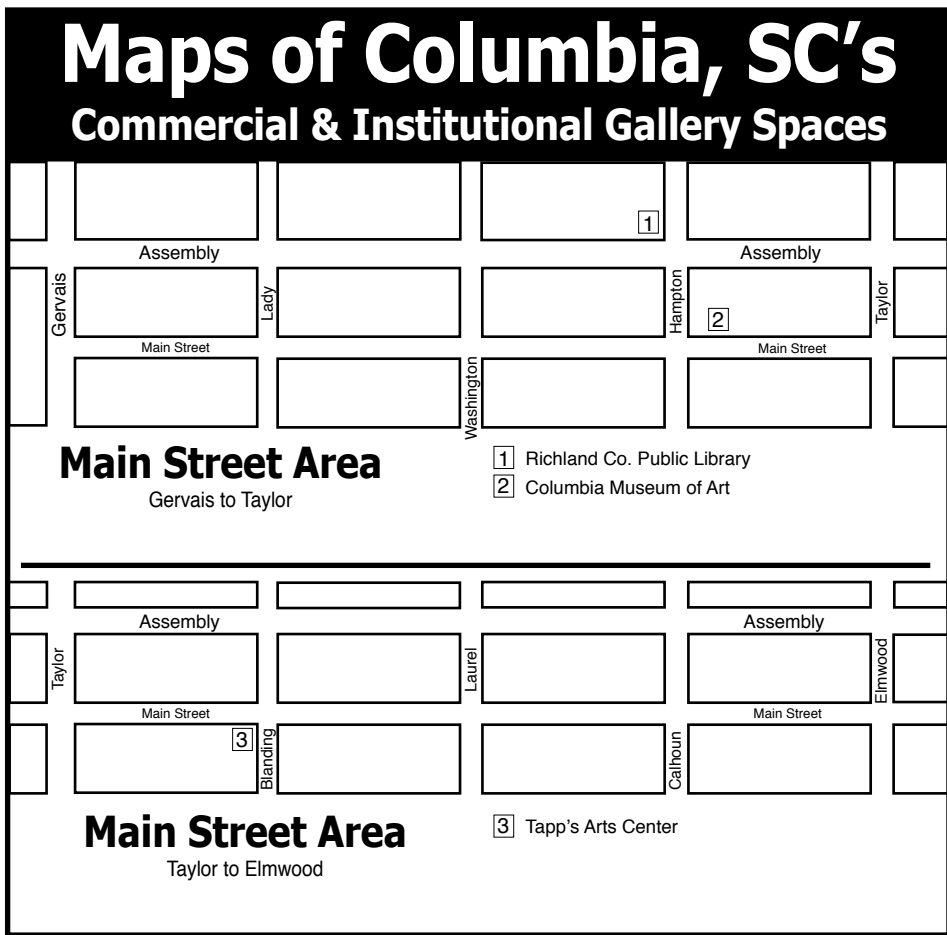 Maps of Columbia, SC’s
Commercial & Institutional Gallery Spaces
1
Assembly
Assembly
Gervais
Lady
Hampton
Taylor
2
Main Street
Main Street
Washington
Main Street Area
Gervais to Taylor
1 Richland Co. Public Library
2 Columbia Museum of Art
Assembly
Assembly
Taylor
Laurel
Elmwood
Main Street
Main Street
3
Blanding
Calhoun
Main Street Area
Taylor to Elmwood
3 Tapp’s Arts Center